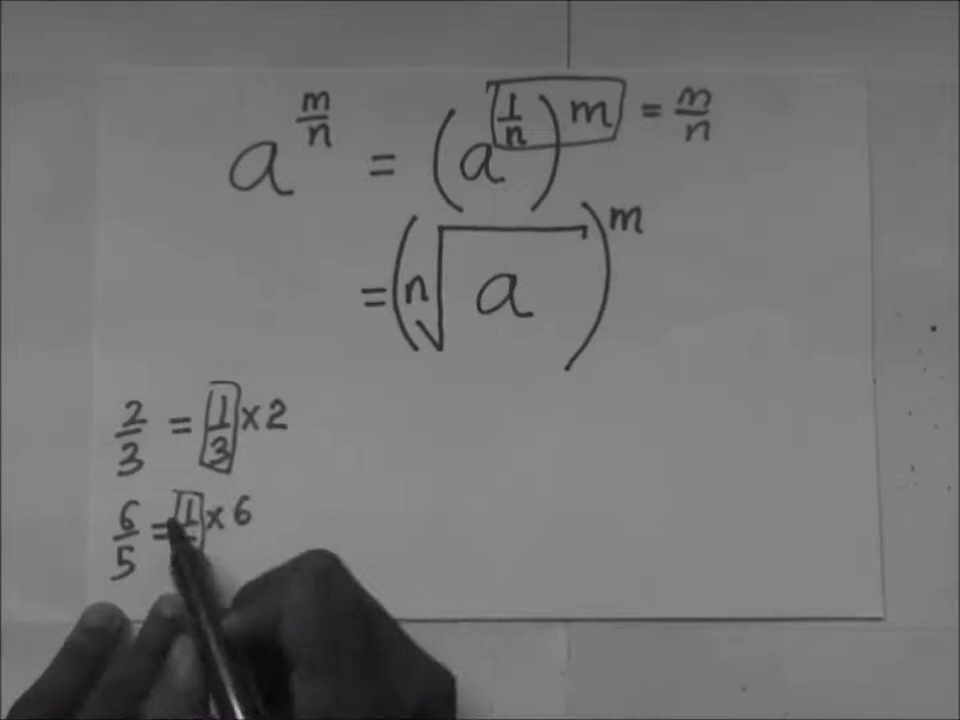 a^(m/n) = (a^(1/n))^m = m/n
= (ⁿ√a)^m
2/3 = 1/3 × 2
6/5 = 1/ × 6